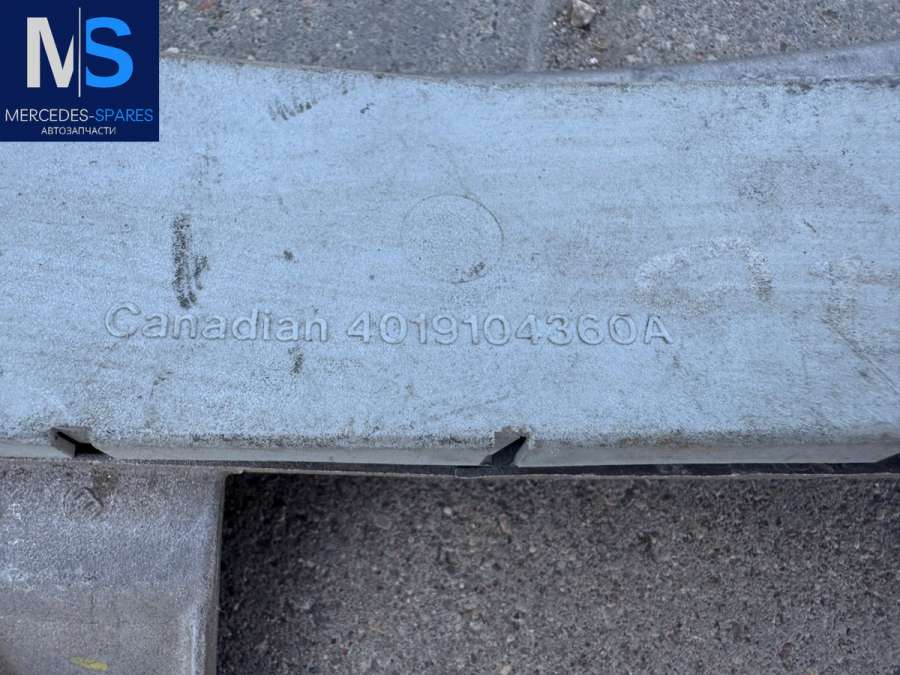 MS
MERCEDES-SPARES
АВТОЗАПЧАСТИ
Canadian 4019104360A